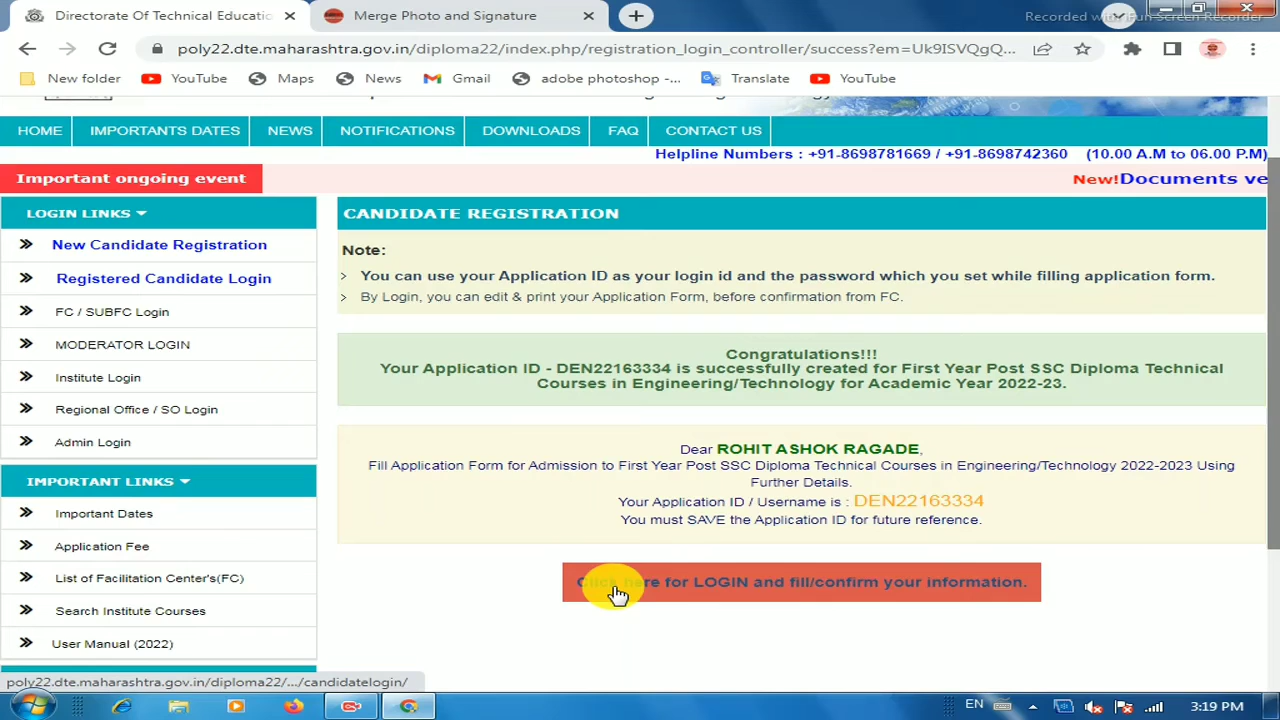 Directorate Of Technical Educatio
Merge Photo and Signature
Recorded with iFun Screen Recorder
poly22.dte.maharashtra.gov.in/diploma22/index.php/registration_login_controller/success?em=Uk9ISVQgQ...
New folder
YouTube
Maps
News
Gmail
adobe photoshop -...
Translate
YouTube
HOME
IMPORTANTS DATES
NEWS
NOTIFICATIONS
DOWNLOADS
FAQ
CONTACT US
Helpline Numbers : +91-8698781669 / +91-8698742360 (10.00 A.M to 06.00 P.M)
Important ongoing event
New!Documents ve
LOGIN LINKS
New Candidate Registration
Registered Candidate Login
FC / SUBFC Login
MODERATOR LOGIN
Institute Login
Regional Office / SO Login
Admin Login
IMPORTANT LINKS
Important Dates
Application Fee
List of Facilitation Center's(FC)
Search Institute Courses
User Manual (2022)
CANDIDATE REGISTRATION
Note:
> You can use your Application ID as your login id and the password which you set while filling application form.
> By Login, you can edit & print your Application Form, before confirmation from FC.
Congratulations!!!
Your Application ID - DEN22163334 is successfully created for First Year Post SSC Diploma Technical
Courses in Engineering/Technology for Academic Year 2022-23.
Dear ROHIT ASHOK RAGADE,
Fill Application Form for Admission to First Year Post SSC Diploma Technical Courses in Engineering/Technology 2022-2023 Using
Further Details.
Your Application ID / Username is : DEN22163334
You must SAVE the Application ID for future reference.
Click here for LOGIN and fill/confirm your information.
poly22.dte.maharashtra.gov.in/diploma22/.../candidatelogin/
EN
3:19 PM